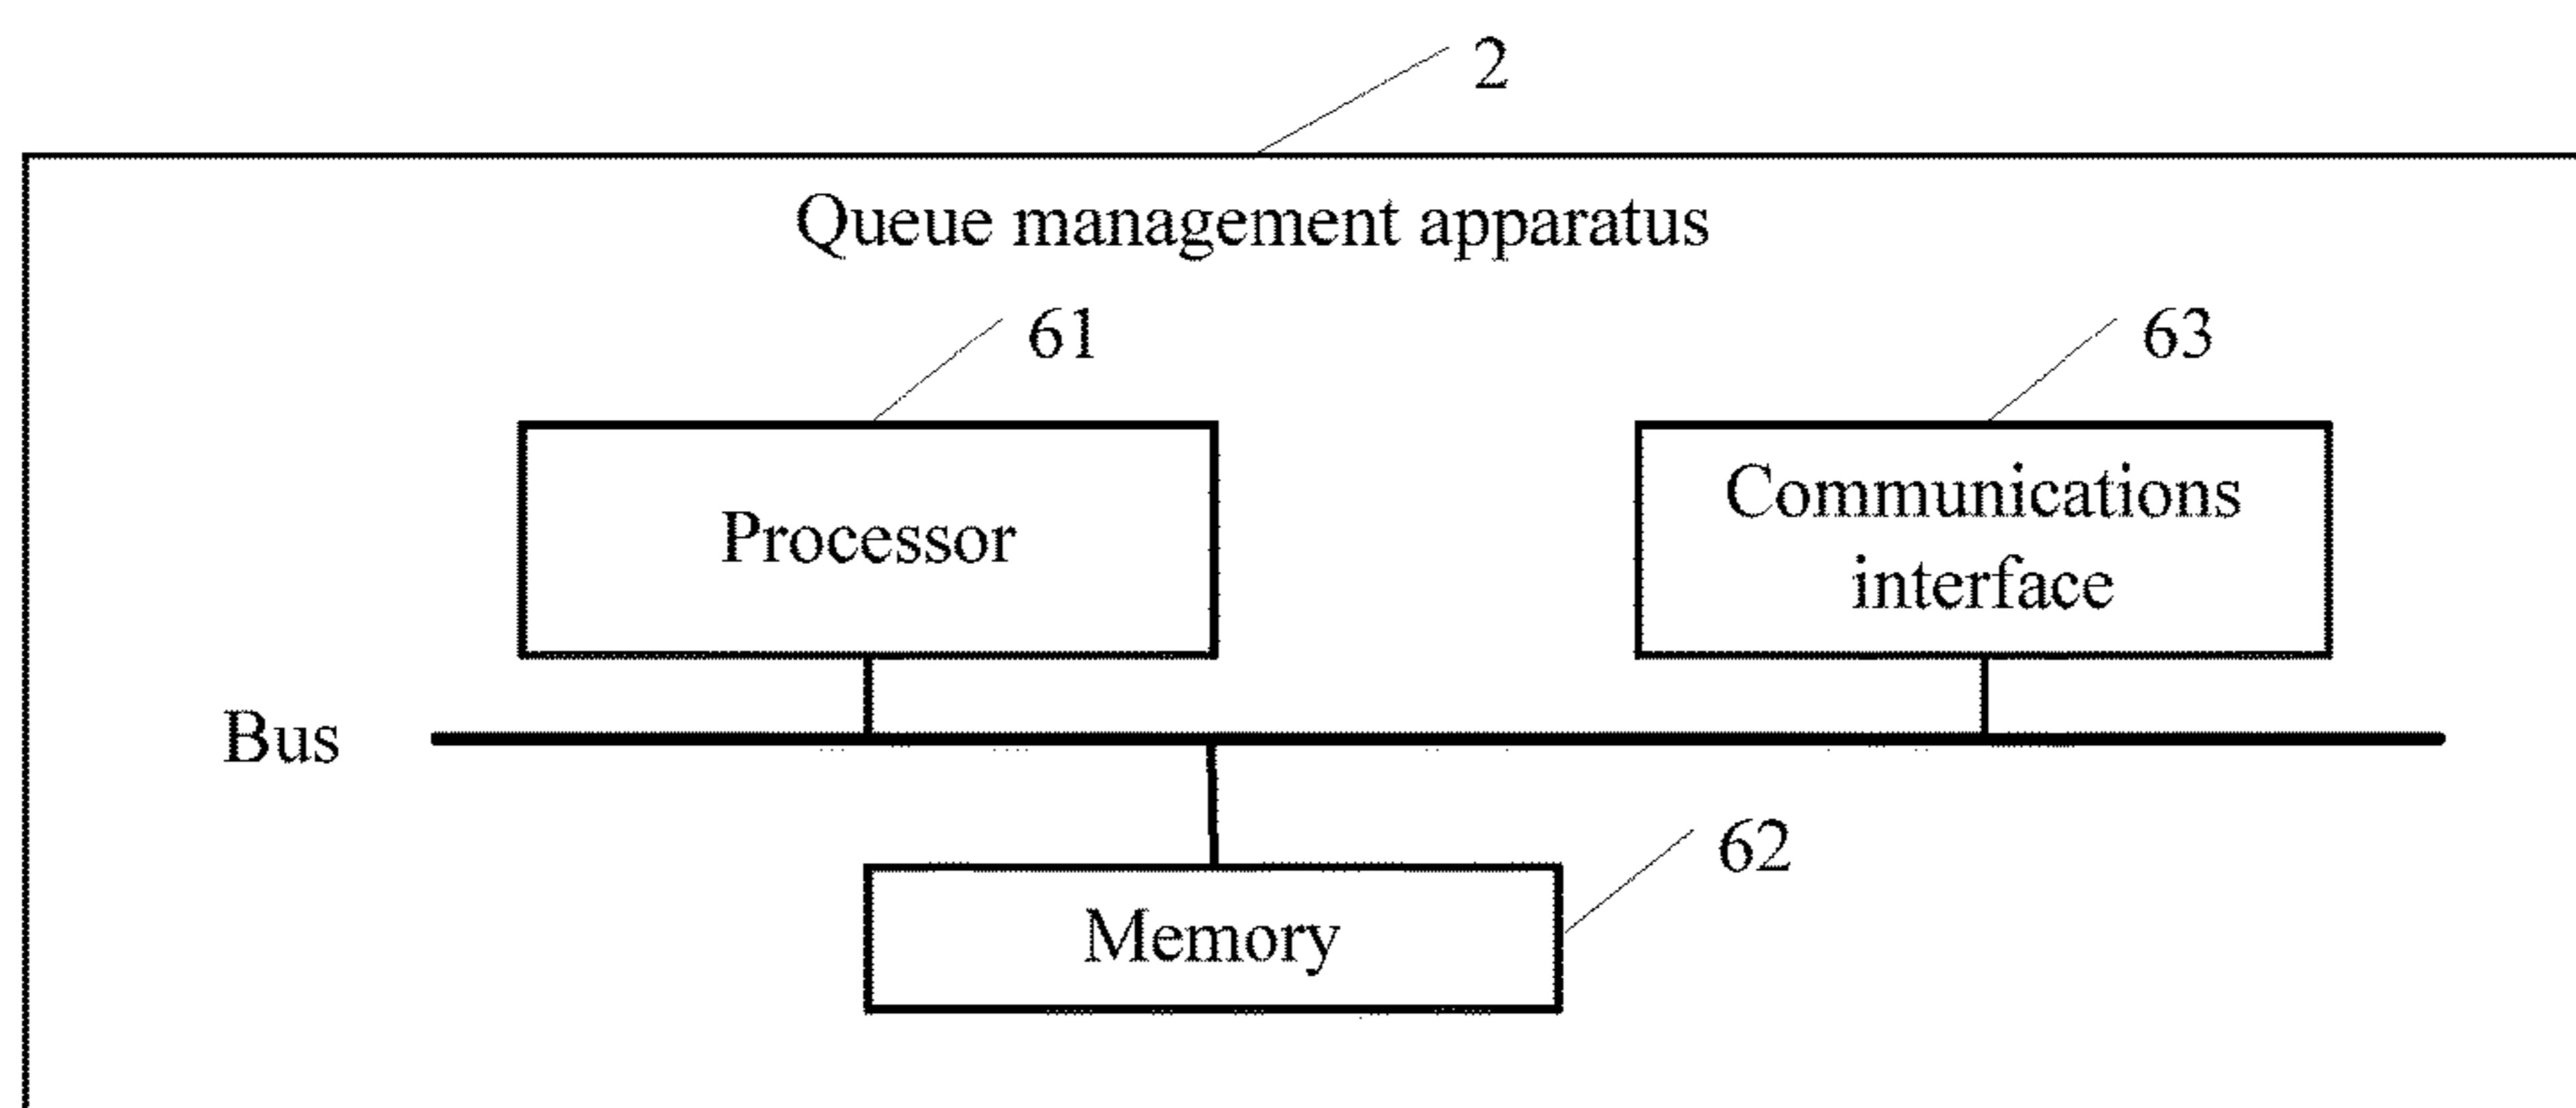 2
Queue management apparatus
61
63
Processor
Communications
interface
Bus
62
Memory